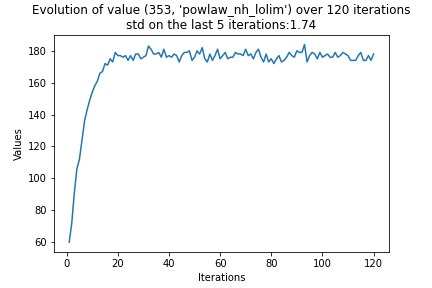 Evolution of value (353, 'powlaw_nh_lolim') over 120 iterations
std on the last 5 iterations:1.74
180
160
140
120
100
80
60
Values
0 20 40 60 80 100 120
Iterations